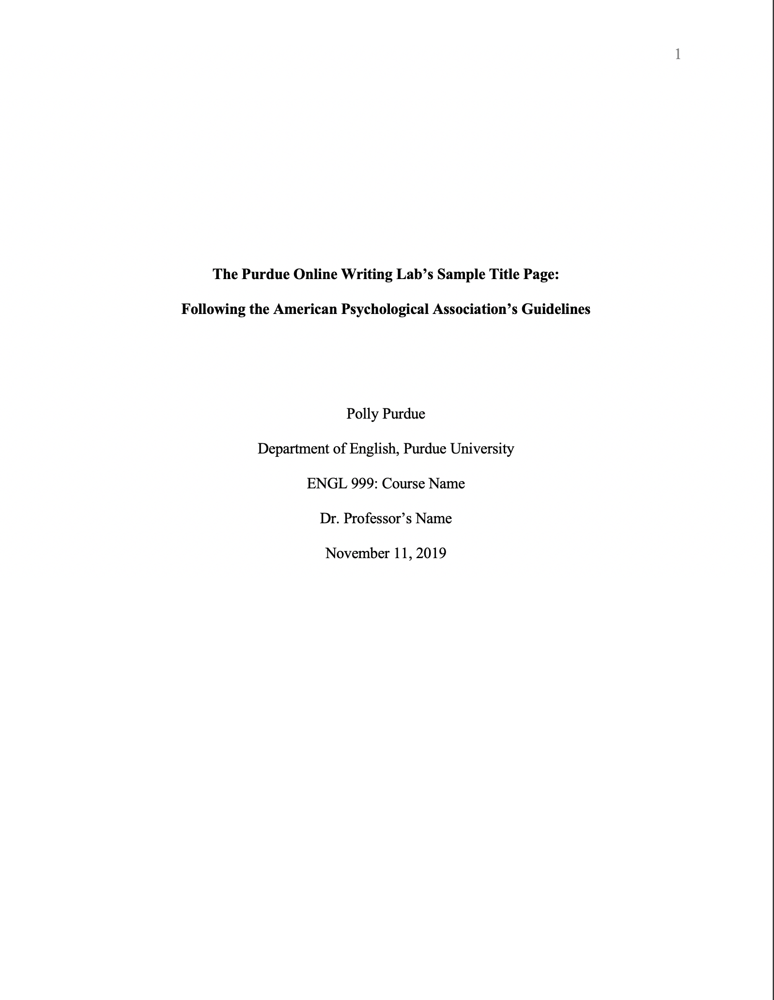 1
The Purdue Online Writing Lab’s Sample Title Page:
Following the American Psychological Association’s Guidelines
Polly Purdue
Department of English, Purdue University
ENGL 999: Course Name
Dr. Professor’s Name
November 11, 2019